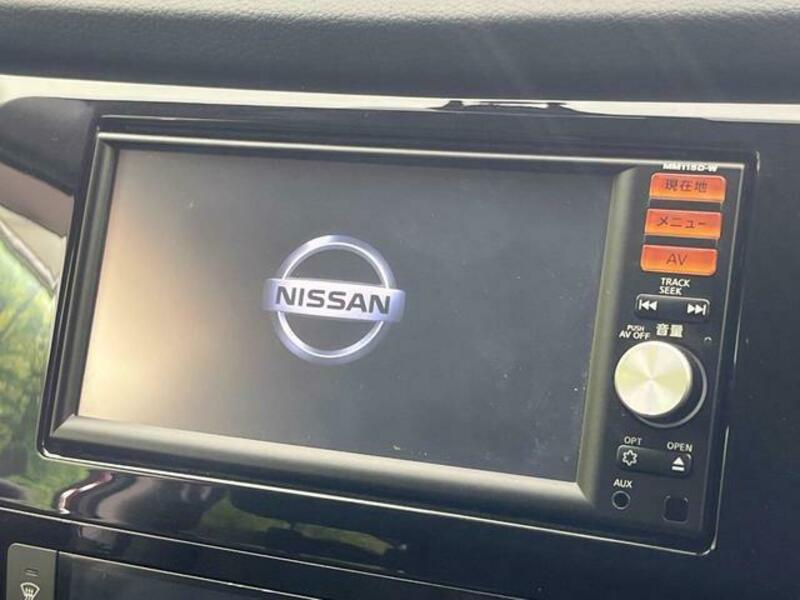 MM115D-W
現在地
メニュー
AV
TRACK
SEEK
PUSH
AV OFF
音量
NISSAN
OPT
OPEN
AUX